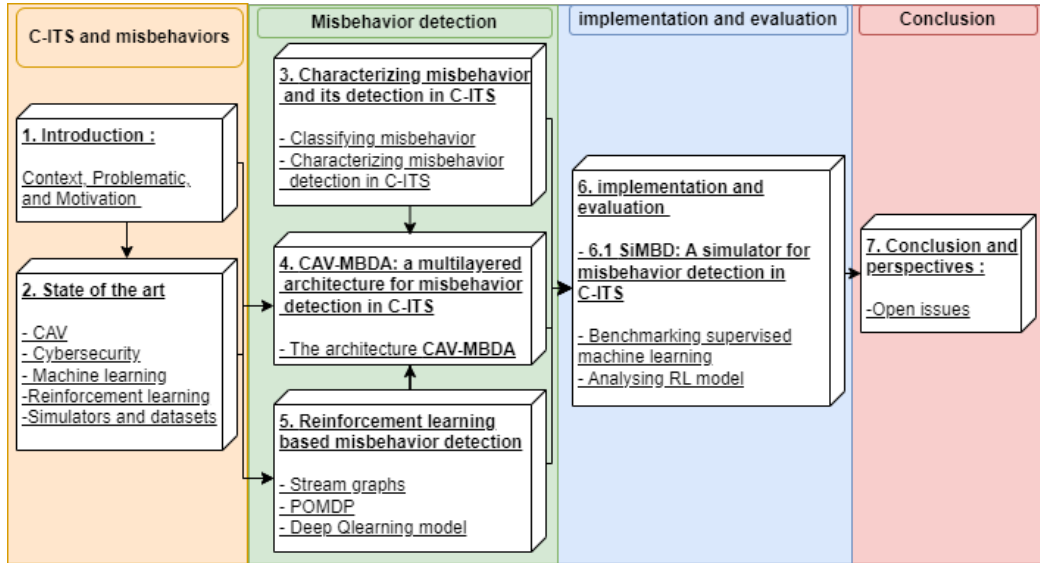 C-ITS and misbehaviors
1. Introduction :
Context, Problematic,
and Motivation
2. State of the art
- CAV
- Cybersecurity
- Machine learning
-Reinforcement learning
-Simulators and datasets
Misbehavior detection
3. Characterizing misbehavior
and its detection in C-ITS
- Classifying misbehavior
- Characterizing misbehavior
detection in C-ITS
4. CAV-MBDA: a multilayered
architecture for misbehavior
detection in C-ITS
- The architecture CAV-MBDA
5. Reinforcement learning
based misbehavior detection
- Stream graphs
- POMDP
- Deep Qlearning model
implementation and evaluation
6. implementation and
evaluation
- 6.1 SiMBD: A simulator for
misbehavior detection in
C-ITS
- Benchmarking supervised
machine learning
- Analysing RL model
Conclusion
7. Conclusion and
perspectives :
-Open issues